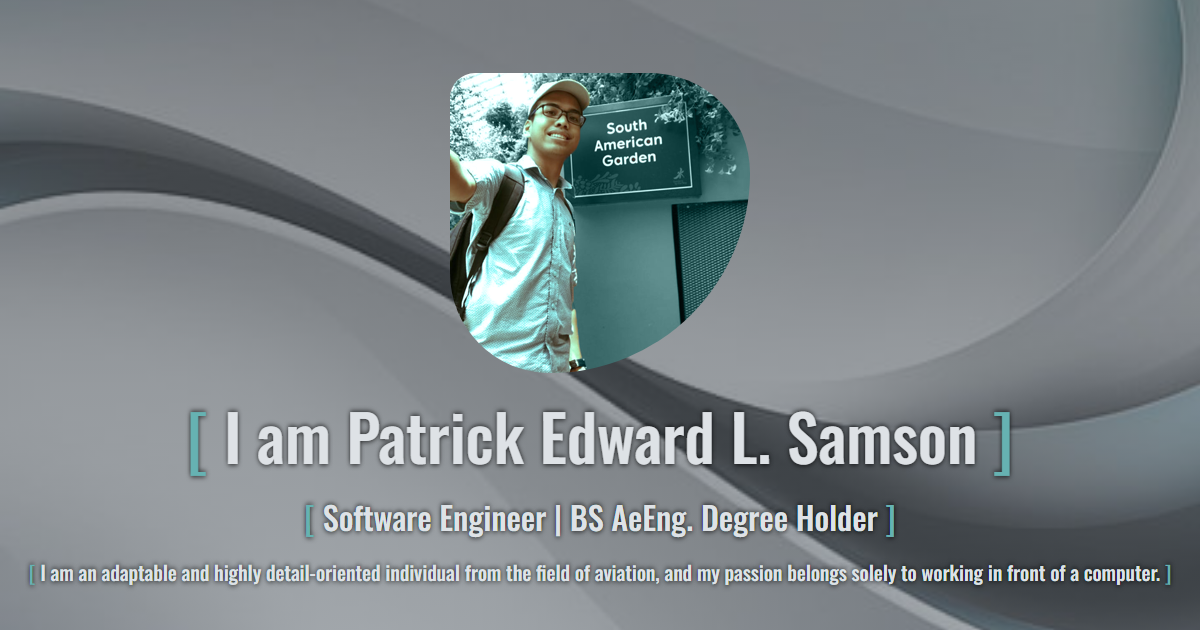 South
American
Garden
[ I am Patrick Edward L. Samson ]
[ Software Engineer | BS AeEng. Degree Holder ]
[ I am an adaptable and highly detail-oriented individual from the field of aviation, and my passion belongs solely to working in front of a computer. ]